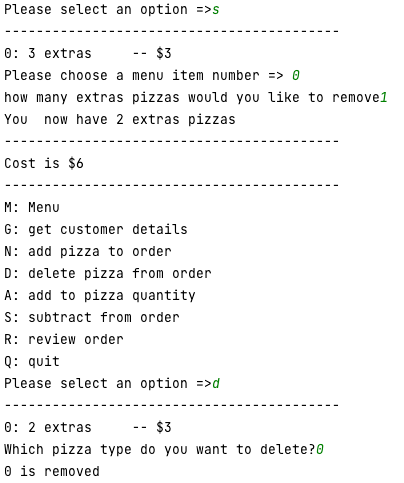 Please select an option =>s
------------------------------------------
0: 3 extras     -- $3
Please choose a menu item number => 0
how many extras pizzas would you like to remove1
You  now have 2 extras pizzas
------------------------------------------
Cost is $6
------------------------------------------
M: Menu
G: get customer details
N: add pizza to order
D: delete pizza from order
A: add to pizza quantity
S: subtract from order
R: review order
Q: quit
Please select an option =>d
------------------------------------------
0: 2 extras     -- $3
Which pizza type do you want to delete?0
0 is removed